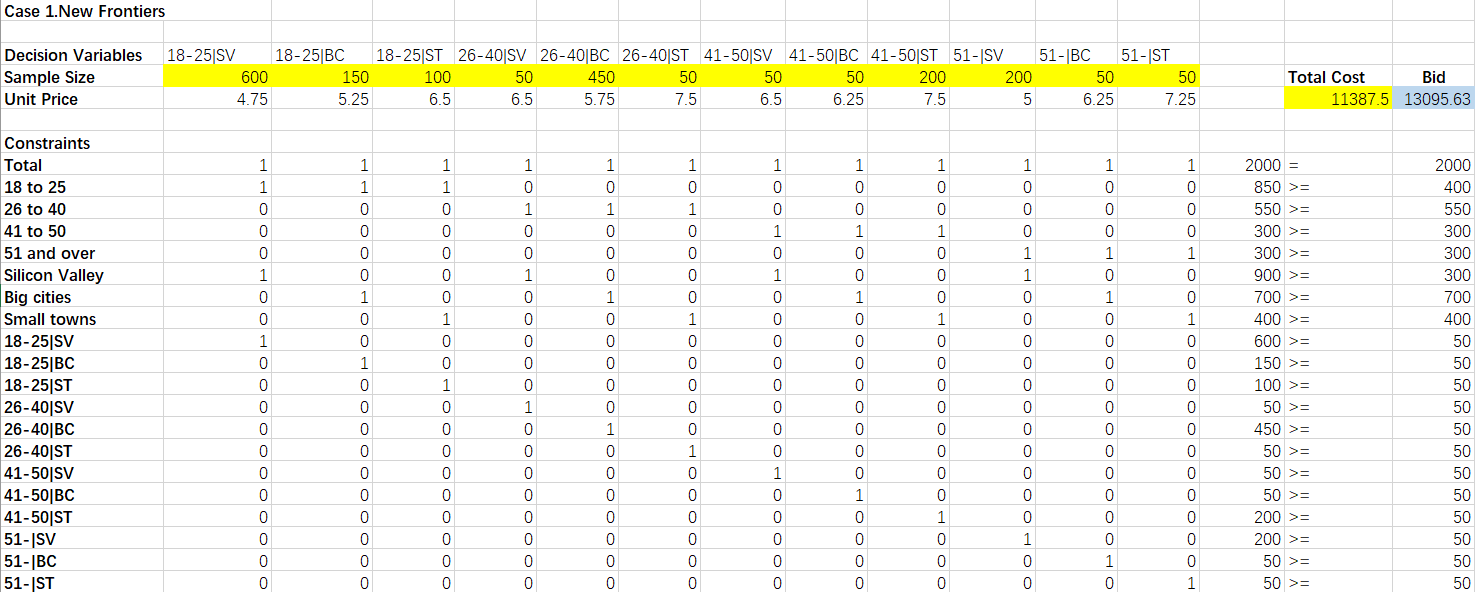 Case 1.New Frontiers
Decision Variables 18-25|SV 18-25|BC 18-25|ST 26-40|SV 26-40|BC 26-40|ST 41-50|SV 41-50|BC 41-50|ST 51-|SV 51-|BC 51-|ST
Sample Size 600 150 100 50 450 50 50 50 200 200 50 50 Total Cost Bid
Unit Price 4.75 5.25 6.5 6.5 5.75 7.5 6.5 6.25 7.5 5 6.25 7.25 11387.5 13095.63
Constraints
Total 1 1 1 1 1 1 1 1 1 1 1 1 2000 = 2000
18 to 25 1 1 1 0 0 0 0 0 0 0 0 0 850 >= 400
26 to 40 0 0 0 1 1 1 0 0 0 0 0 0 550 >= 550
41 to 50 0 0 0 0 0 0 1 1 1 0 0 0 300 >= 300
51 and over 0 0 0 0 0 0 0 0 0 1 1 1 300 >= 300
Silicon Valley 1 0 0 1 0 0 1 0 0 1 0 0 900 >= 300
Big cities 0 1 0 0 1 0 0 1 0 0 1 0 700 >= 700
Small towns 0 0 1 0 0 1 0 0 1 0 0 1 400 >= 400
18-25|SV 1 0 0 0 0 0 0 0 0 0 0 0 600 >= 50
18-25|BC 0 1 0 0 0 0 0 0 0 0 0 0 150 >= 50
18-25|ST 0 0 1 0 0 0 0 0 0 0 0 0 100 >= 50
26-40|SV 0 0 0 1 0 0 0 0 0 0 0 0 50 >= 50
26-40|BC 0 0 0 0 1 0 0 0 0 0 0 0 450 >= 50
26-40|ST 0 0 0 0 0 1 0 0 0 0 0 0 50 >= 50
41-50|SV 0 0 0 0 0 0 1 0 0 0 0 0 50 >= 50
41-50|BC 0 0 0 0 0 0 0 1 0 0 0 0 50 >= 50
41-50|ST 0 0 0 0 0 0 0 0 1 0 0 0 200 >= 50
51-|SV 0 0 0 0 0 0 0 0 0 1 0 0 200 >= 50
51-|BC 0 0 0 0 0 0 0 0 0 0 1 0 50 >= 50
51-|ST 0 0 0 0 0 0 0 0 0 0 0 1 50 >= 50